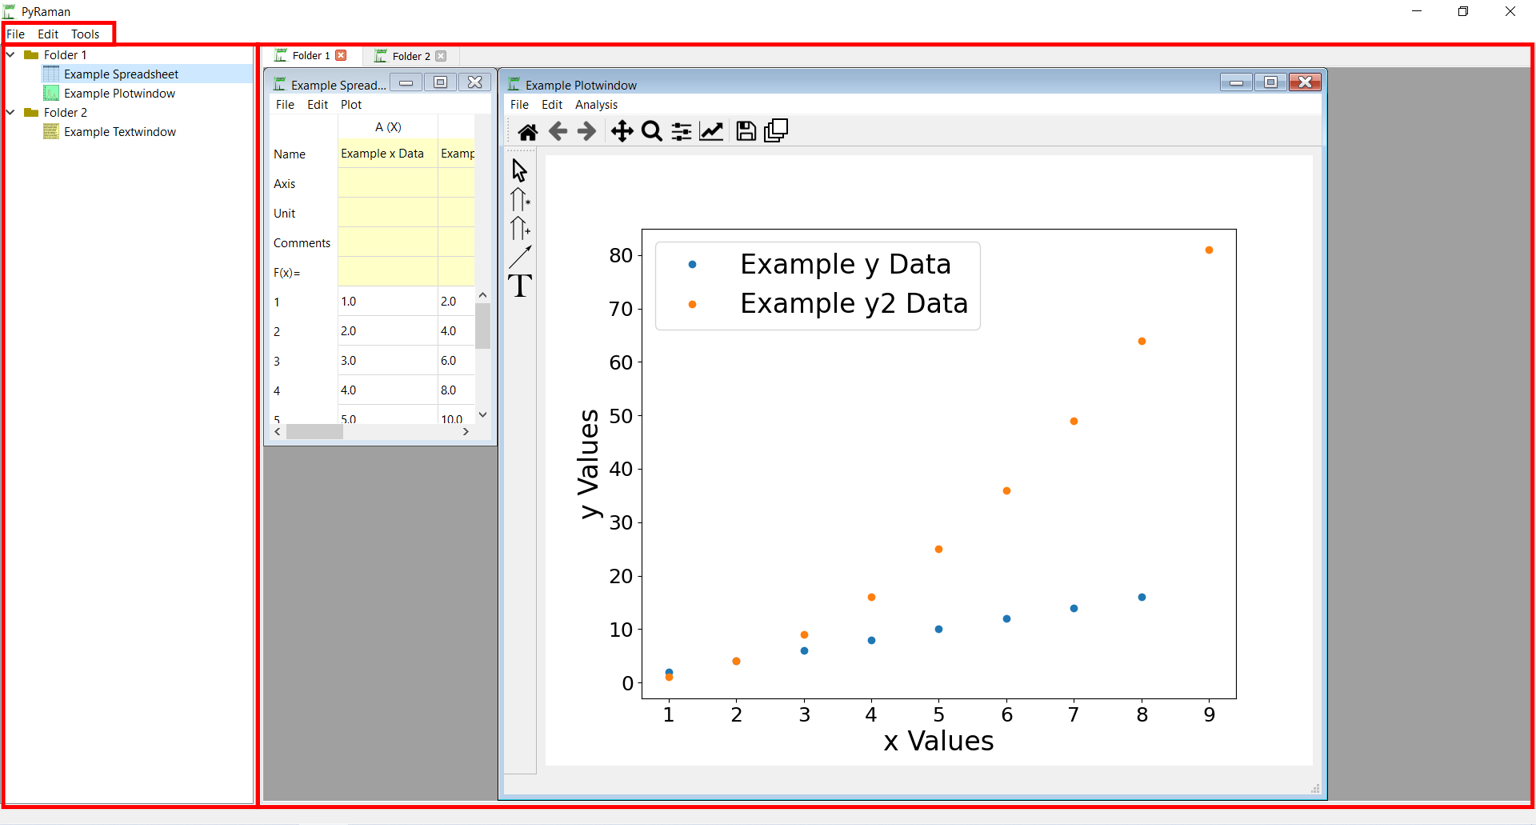 PyRaman
File Edit Tools
Folder 1
Example Spreadsheet
Example Plotwindow
Folder 2
Example Textwindow
Folder 1 Folder 2
Example Spread...
File Edit Plot
A (X)
Name Example x Data Examp
Axis
Unit
Comments
F(x)=
1 1.0 2.0
2 2.0 4.0
3 3.0 6.0
4 4.0 8.0
5 5.0 10.0
Example Plotwindow
File Edit Analysis
T
Example y Data
Example y2 Data
y Values
80
70
60
50
40
30
20
10
0
1 2 3 4 5 6 7 8 9
x Values